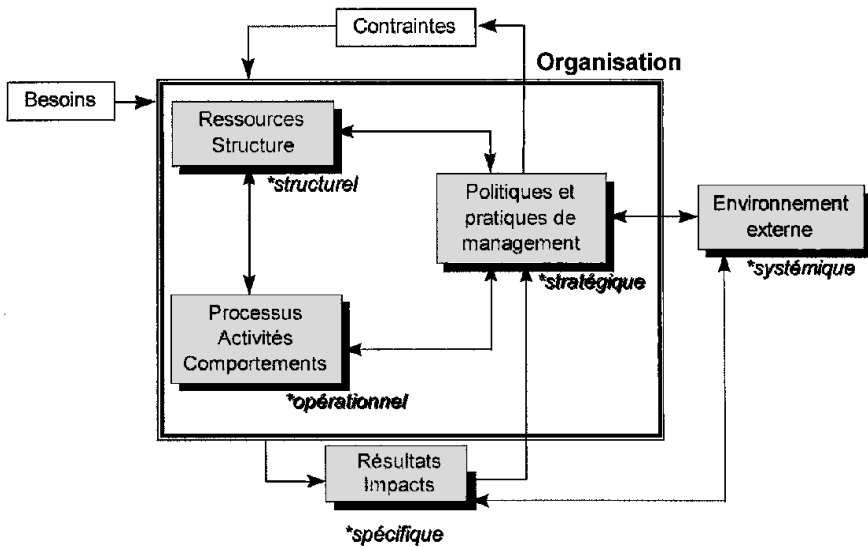 Contraintes
Organisation
Besoins
Ressources
Structure
*structurel
Politiques et
pratiques de
management
*stratégique
Environnement
externe
*systémique
Processus
Activités
Comportements
*opérationnel
Résultats
Impacts
*spécifique